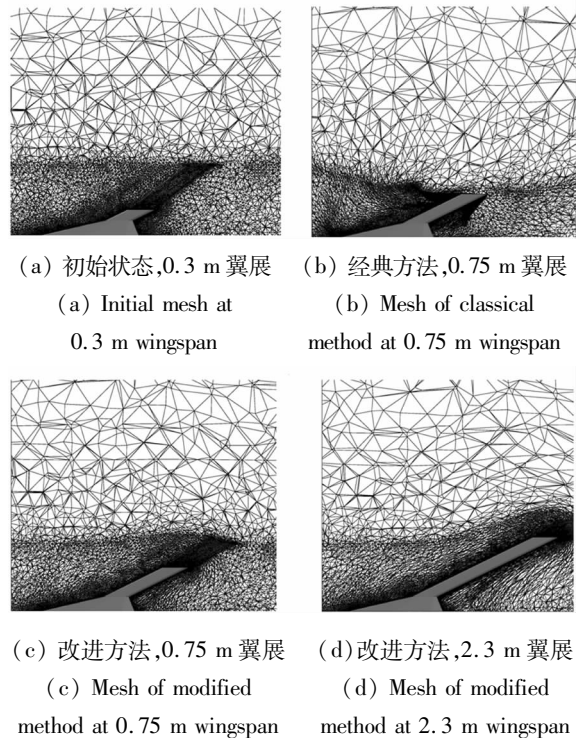 (a) 初始状态,0.3 m 翼展
(a) Initial mesh at
0.3 m wingspan
(b) 经典方法,0.75 m 翼展
(b) Mesh of classical
method at 0.75 m wingspan
(c) 改进方法,0.75 m 翼展
(c) Mesh of modified
method at 0.75 m wingspan
(d)改进方法,2.3 m 翼展
(d) Mesh of modified
method at 2.3 m wingspan